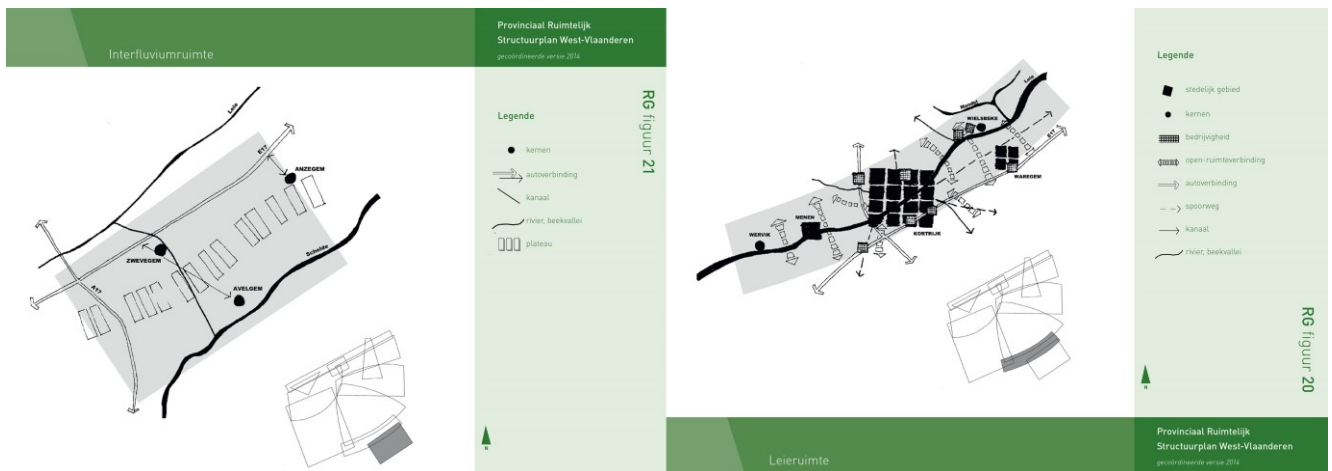 Interfluviumruimte
Provinciaal Ruimtelijk
Structuurplan West-Vlaanderen
gecoördineerde versie 2014
RG figuur 21
Legende
kernen
autoverbinding
kanaal
rivier, beekvallei
plateau
Leie
E17
ANZEGEM
ZWEVEGEM
Schelde
A17
AVELGEM
N
Legende
stedelijk gebied
kernen
bedrijvigheid
open-ruimteverbinding
autoverbinding
spoorweg
kanaal
rivier, beekvallei
RG figuur 20
Mandel
Leie
WIELSBEKE
E17
WAREGEM
MENEN
WERVIK
KORTRIJK
N
Leieruimte
Provinciaal Ruimtelijk
Structuurplan West-Vlaanderen
gecoördineerde versie 2014